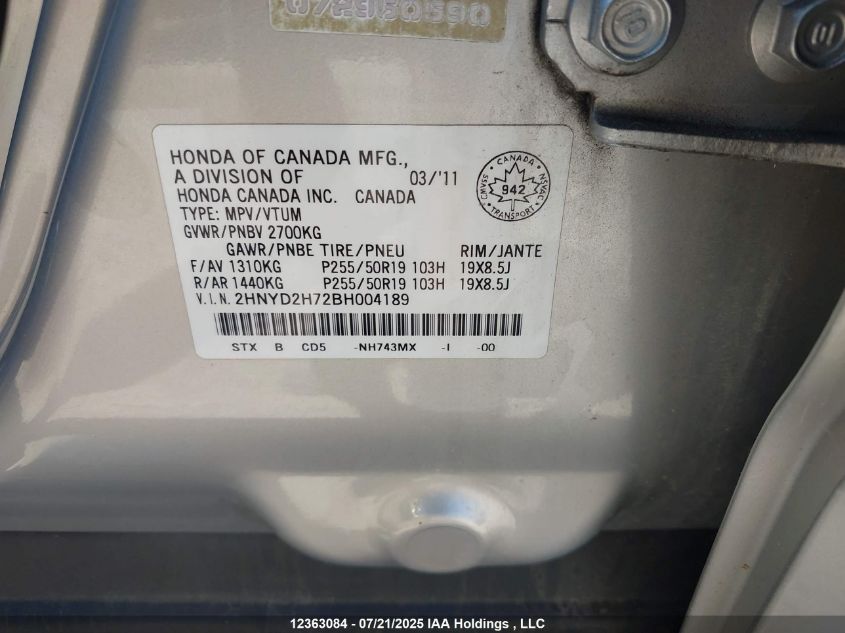 HONDA OF CANADA MFG.,
A DIVISION OF 03/'11
HONDA CANADA INC. CANADA
TYPE: MPV/VTUM
GVWR/PNBV 2700KG
GAWR/PNBE TIRE/PNEU RIM/JANTE
F/AV 1310KG P255/50R19 103H 19X8.5J
R/AR 1440KG P255/50R19 103H 19X8.5J
V.I.N. 2HNYD2H72BH004189
STX B CD5 -NH743MX -I -00
CANADA
942
TRANSPORT
CMVSS
NSVAC
12363084 - 07/21/2025 IAA Holdings , LLC